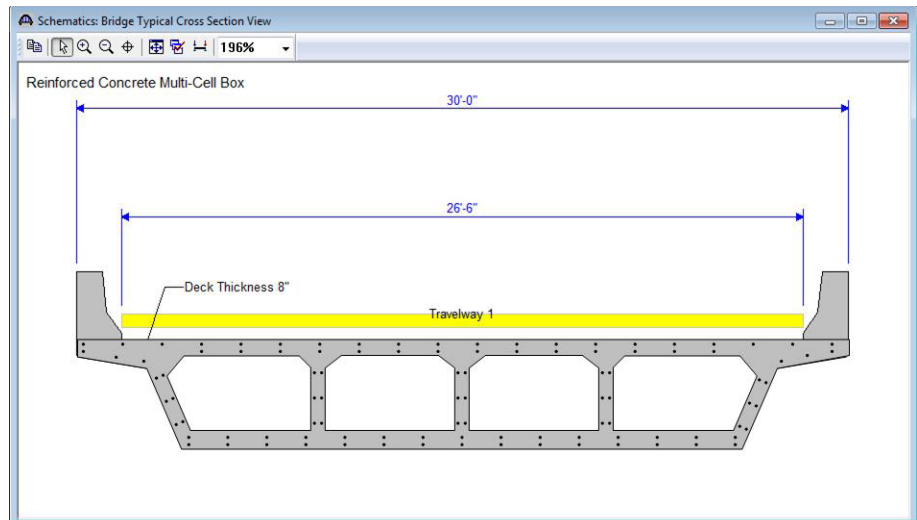 Schematics: Bridge Typical Cross Section View
196%
Reinforced Concrete Multi-Cell Box
30'-0"
26'-6"
Deck Thickness 8"
Travelway 1